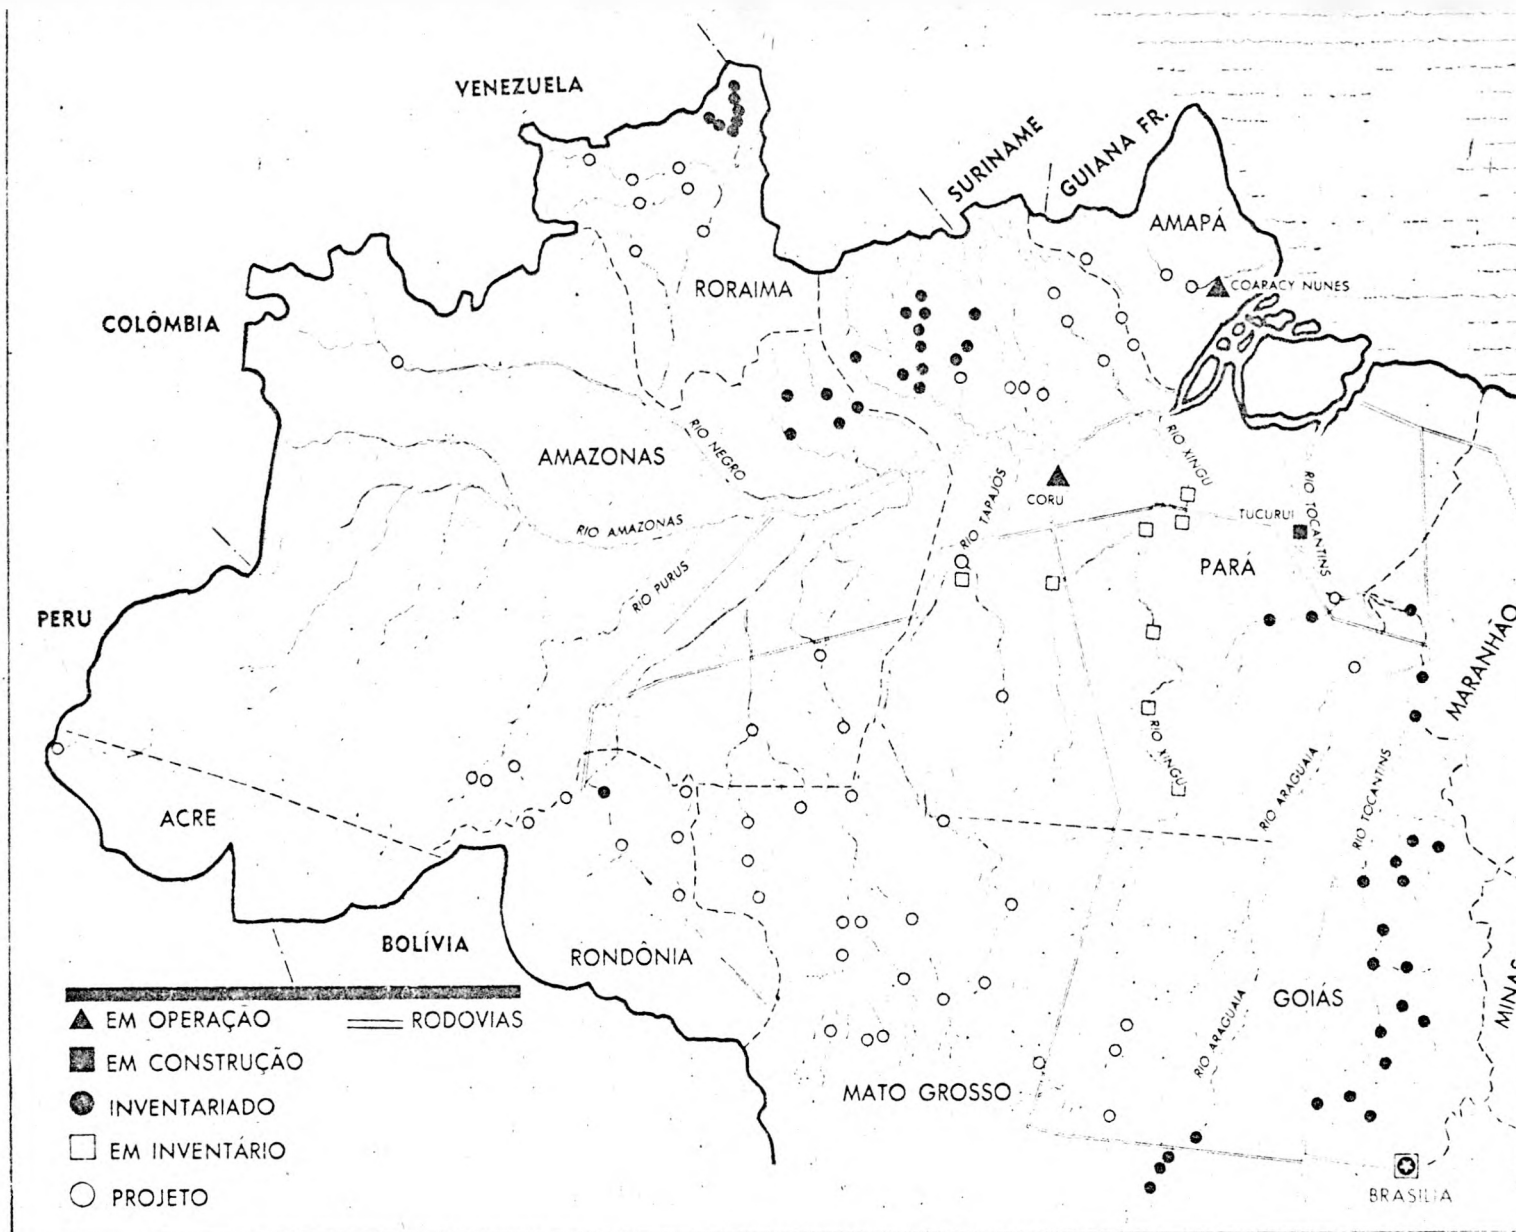 VENEZUELA
SURINAME
GUIANA FR.
AMAPÁ
COARACY NUNES
RORAIMA
COLÔMBIA
AMAZONAS
RIO NEGRO
RIO XINGU
CORU
RIO TAPAJÓS
TUCURUI
RIO TOCANTINS
RIO AMAZONAS
PARÁ
RIO PURUS
PERU
MARANHÃO
RIO XINGU
RIO ARAGUAIA
RIO TOCANTINS
ACRE
BOLÍVIA
RONDÔNIA
GOIÁS
MINAS
RIO ARAGUAIA
MATO GROSSO
BRASILIA
EM OPERAÇÃO
RODOVIAS
EM CONSTRUÇÃO
INVENTARIADO
EM INVENTÁRIO
PROJETO